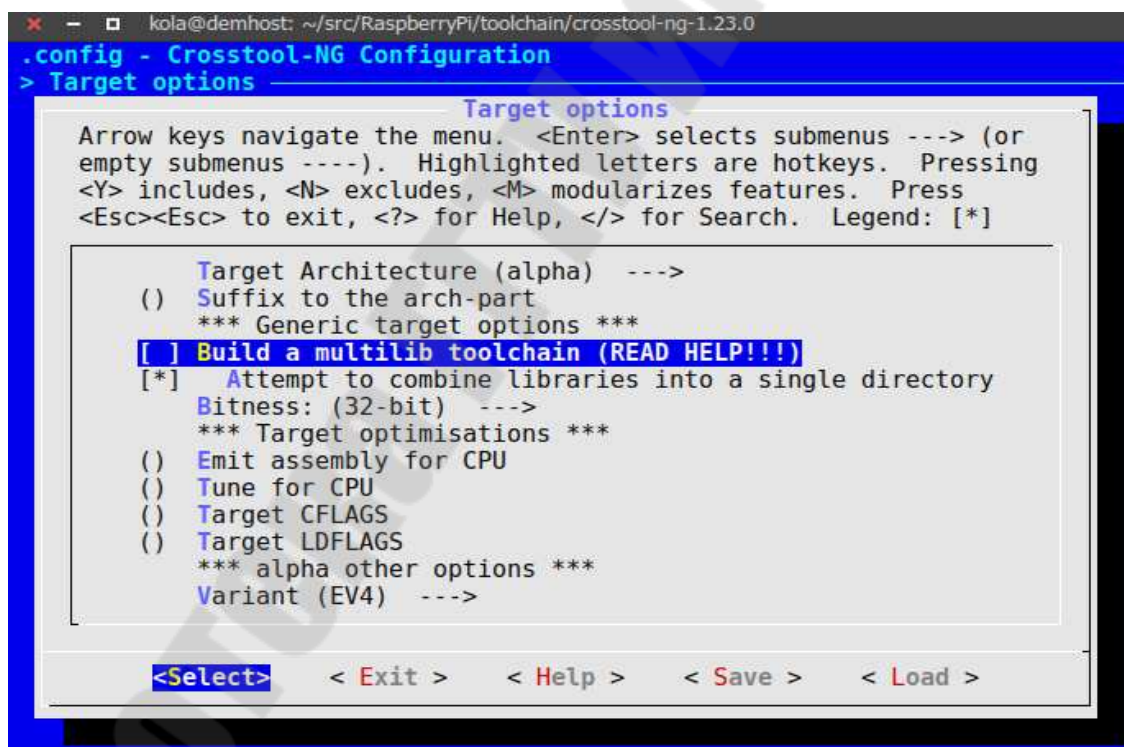 kola@demhost: ~/src/RaspberryPi/toolchain/crosstool-ng-1.23.0
.config - Crosstool-NG Configuration
> Target options
Target options
Arrow keys navigate the menu. <Enter> selects submenus ---> (or
empty submenus ----). Highlighted letters are hotkeys. Pressing
<Y> includes, <N> excludes, <M> modularizes features. Press
<Esc><Esc> to exit, <?> for Help, </> for Search. Legend: [*]
Target Architecture (alpha) --->
() Suffix to the arch-part
*** Generic target options ***
[ ] Build a multilib toolchain (READ HELP!!!)
[*] Attempt to combine libraries into a single directory
Bitness: (32-bit) --->
*** Target optimisations ***
() Emit assembly for CPU
() Tune for CPU
() Target CFLAGS
() Target LDFLAGS
*** alpha other options ***
Variant (EV4) --->
<Select> < Exit > < Help > < Save > < Load >